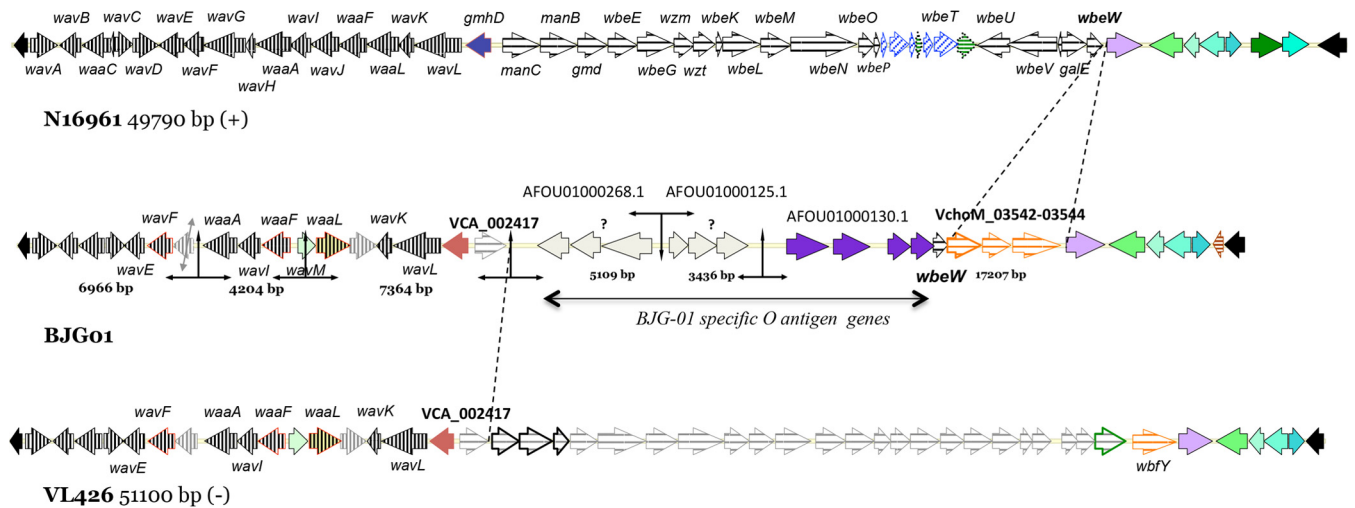 wavB wavC wavE wavG wavI waaF wavK gmhD manB wbeE wzm wbeK wbeM wbeO wbeT wbeU wbeW
wavA waaC wavD wavF wavH waaA wavJ waaL wavL manC gmd wbeG wzt wbeL wbeN wbeP wbeV galE
N16961 49790 bp (+)
AFOU01000268.1 AFOU01000125.1
wavF waaA waaF waaL wavK VCA_002417 ? ? AFOU01000130.1 VchoM_03542-03544
wavE wavI wavM wavL wbeW
6966 bp 4204 bp 7364 bp 5109 bp 3436 bp 17207 bp
BJG-01 specific O antigen genes
BJG01
wavF waaA waaF waaL wavK VCA_002417
wavE wavI wavL wbfY
VL426 51100 bp (-)